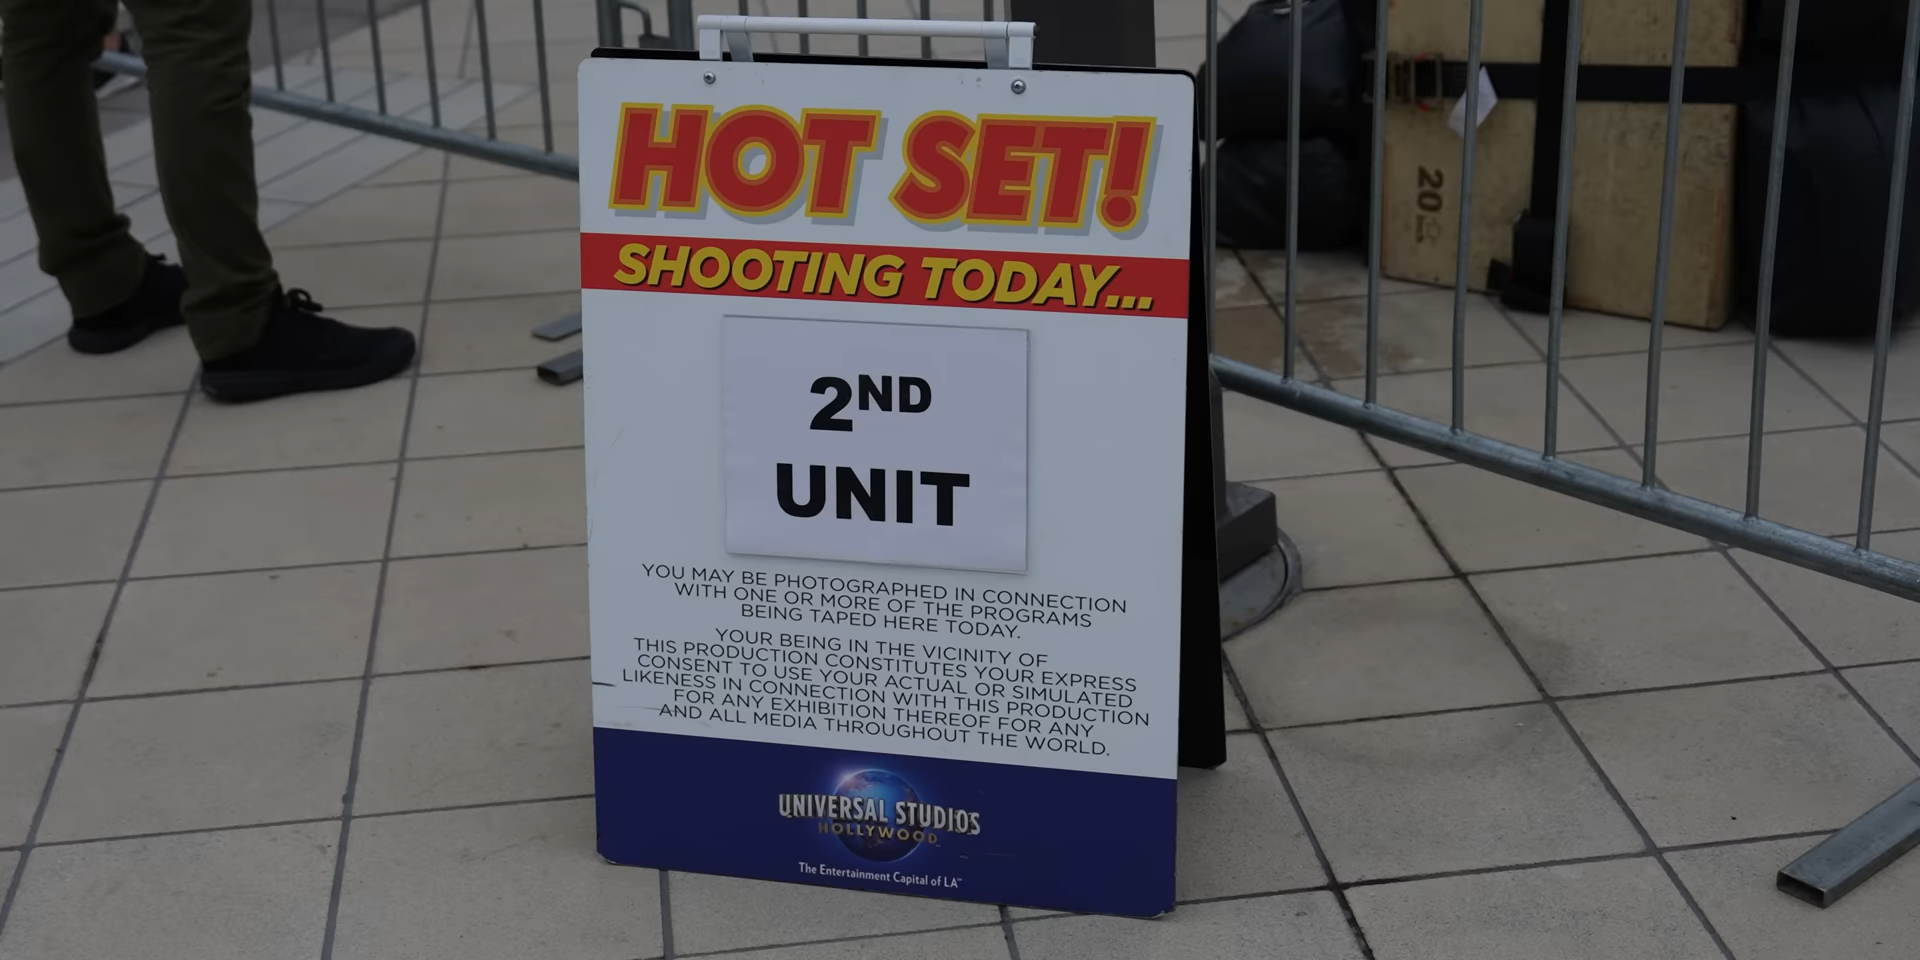 HOT SET!
SHOOTING TODAY...
2ND
UNIT
YOU MAY BE PHOTOGRAPHED IN CONNECTION
WITH ONE OR MORE OF THE PROGRAMS
BEING TAPED HERE TODAY.
YOUR BEING IN THE VICINITY OF
THIS PRODUCTION CONSTITUTES YOUR EXPRESS
CONSENT TO USE YOUR ACTUAL OR SIMULATED
LIKENESS IN CONNECTION WITH THIS PRODUCTION
FOR ANY EXHIBITION THEREOF FOR ANY
AND ALL MEDIA THROUGHOUT THE WORLD.
UNIVERSAL STUDIOS
HOLLYWOOD
The Entertainment Capital of LA
20